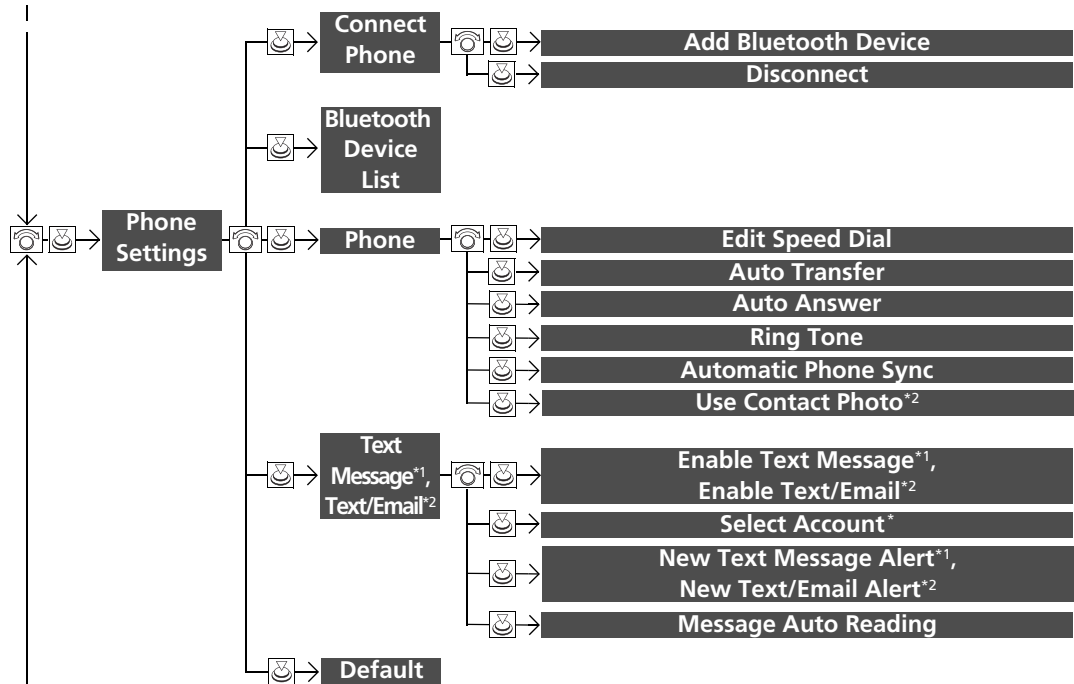 Connect
Phone
Add Bluetooth Device
Disconnect
Bluetooth
Device
List
Phone
Settings
Phone
Edit Speed Dial
Auto Transfer
Auto Answer
Ring Tone
Automatic Phone Sync
Use Contact Photo*2
Text
Message*1,
Text/Email*2
Enable Text Message*1,
Enable Text/Email*2
Select Account*
New Text Message Alert*1,
New Text/Email Alert*2
Message Auto Reading
Default